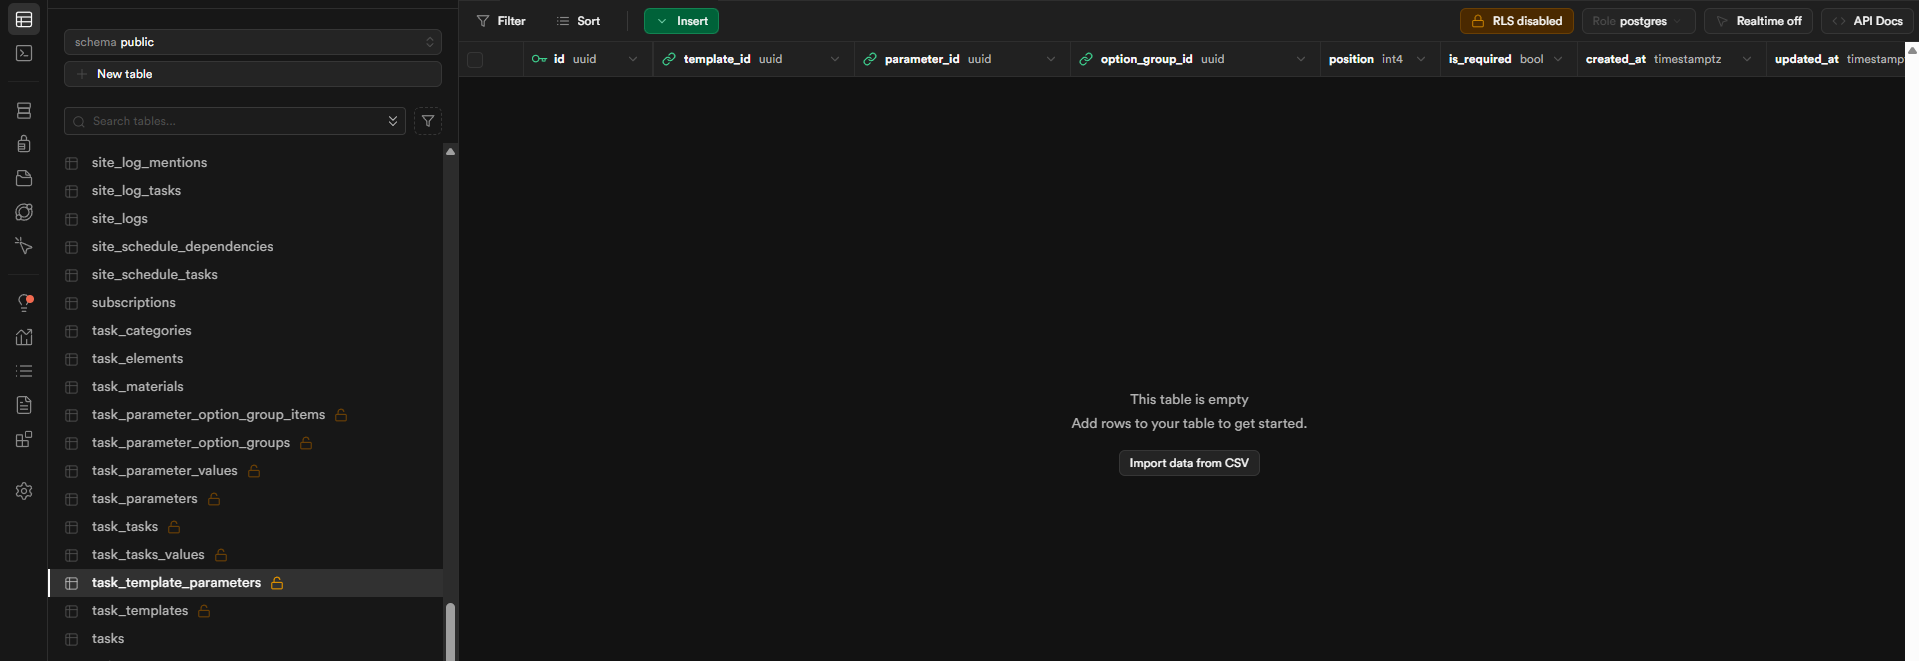 Filter Sort Insert RLS disabled Role postgres Realtime off API Docs
schema public
New table
Search tables...
site_log_mentions
site_log_tasks
site_logs
site_schedule_dependencies
site_schedule_tasks
subscriptions
task_categories
task_elements
task_materials
task_parameter_option_group_items
task_parameter_option_groups
task_parameter_values
task_parameters
task_tasks
task_tasks_values
task_template_parameters
task_templates
tasks
id uuid template_id uuid parameter_id uuid option_group_id uuid position int4 is_required bool created_at timestamptz updated_at timestamp
This table is empty
Add rows to your table to get started.
Import data from CSV